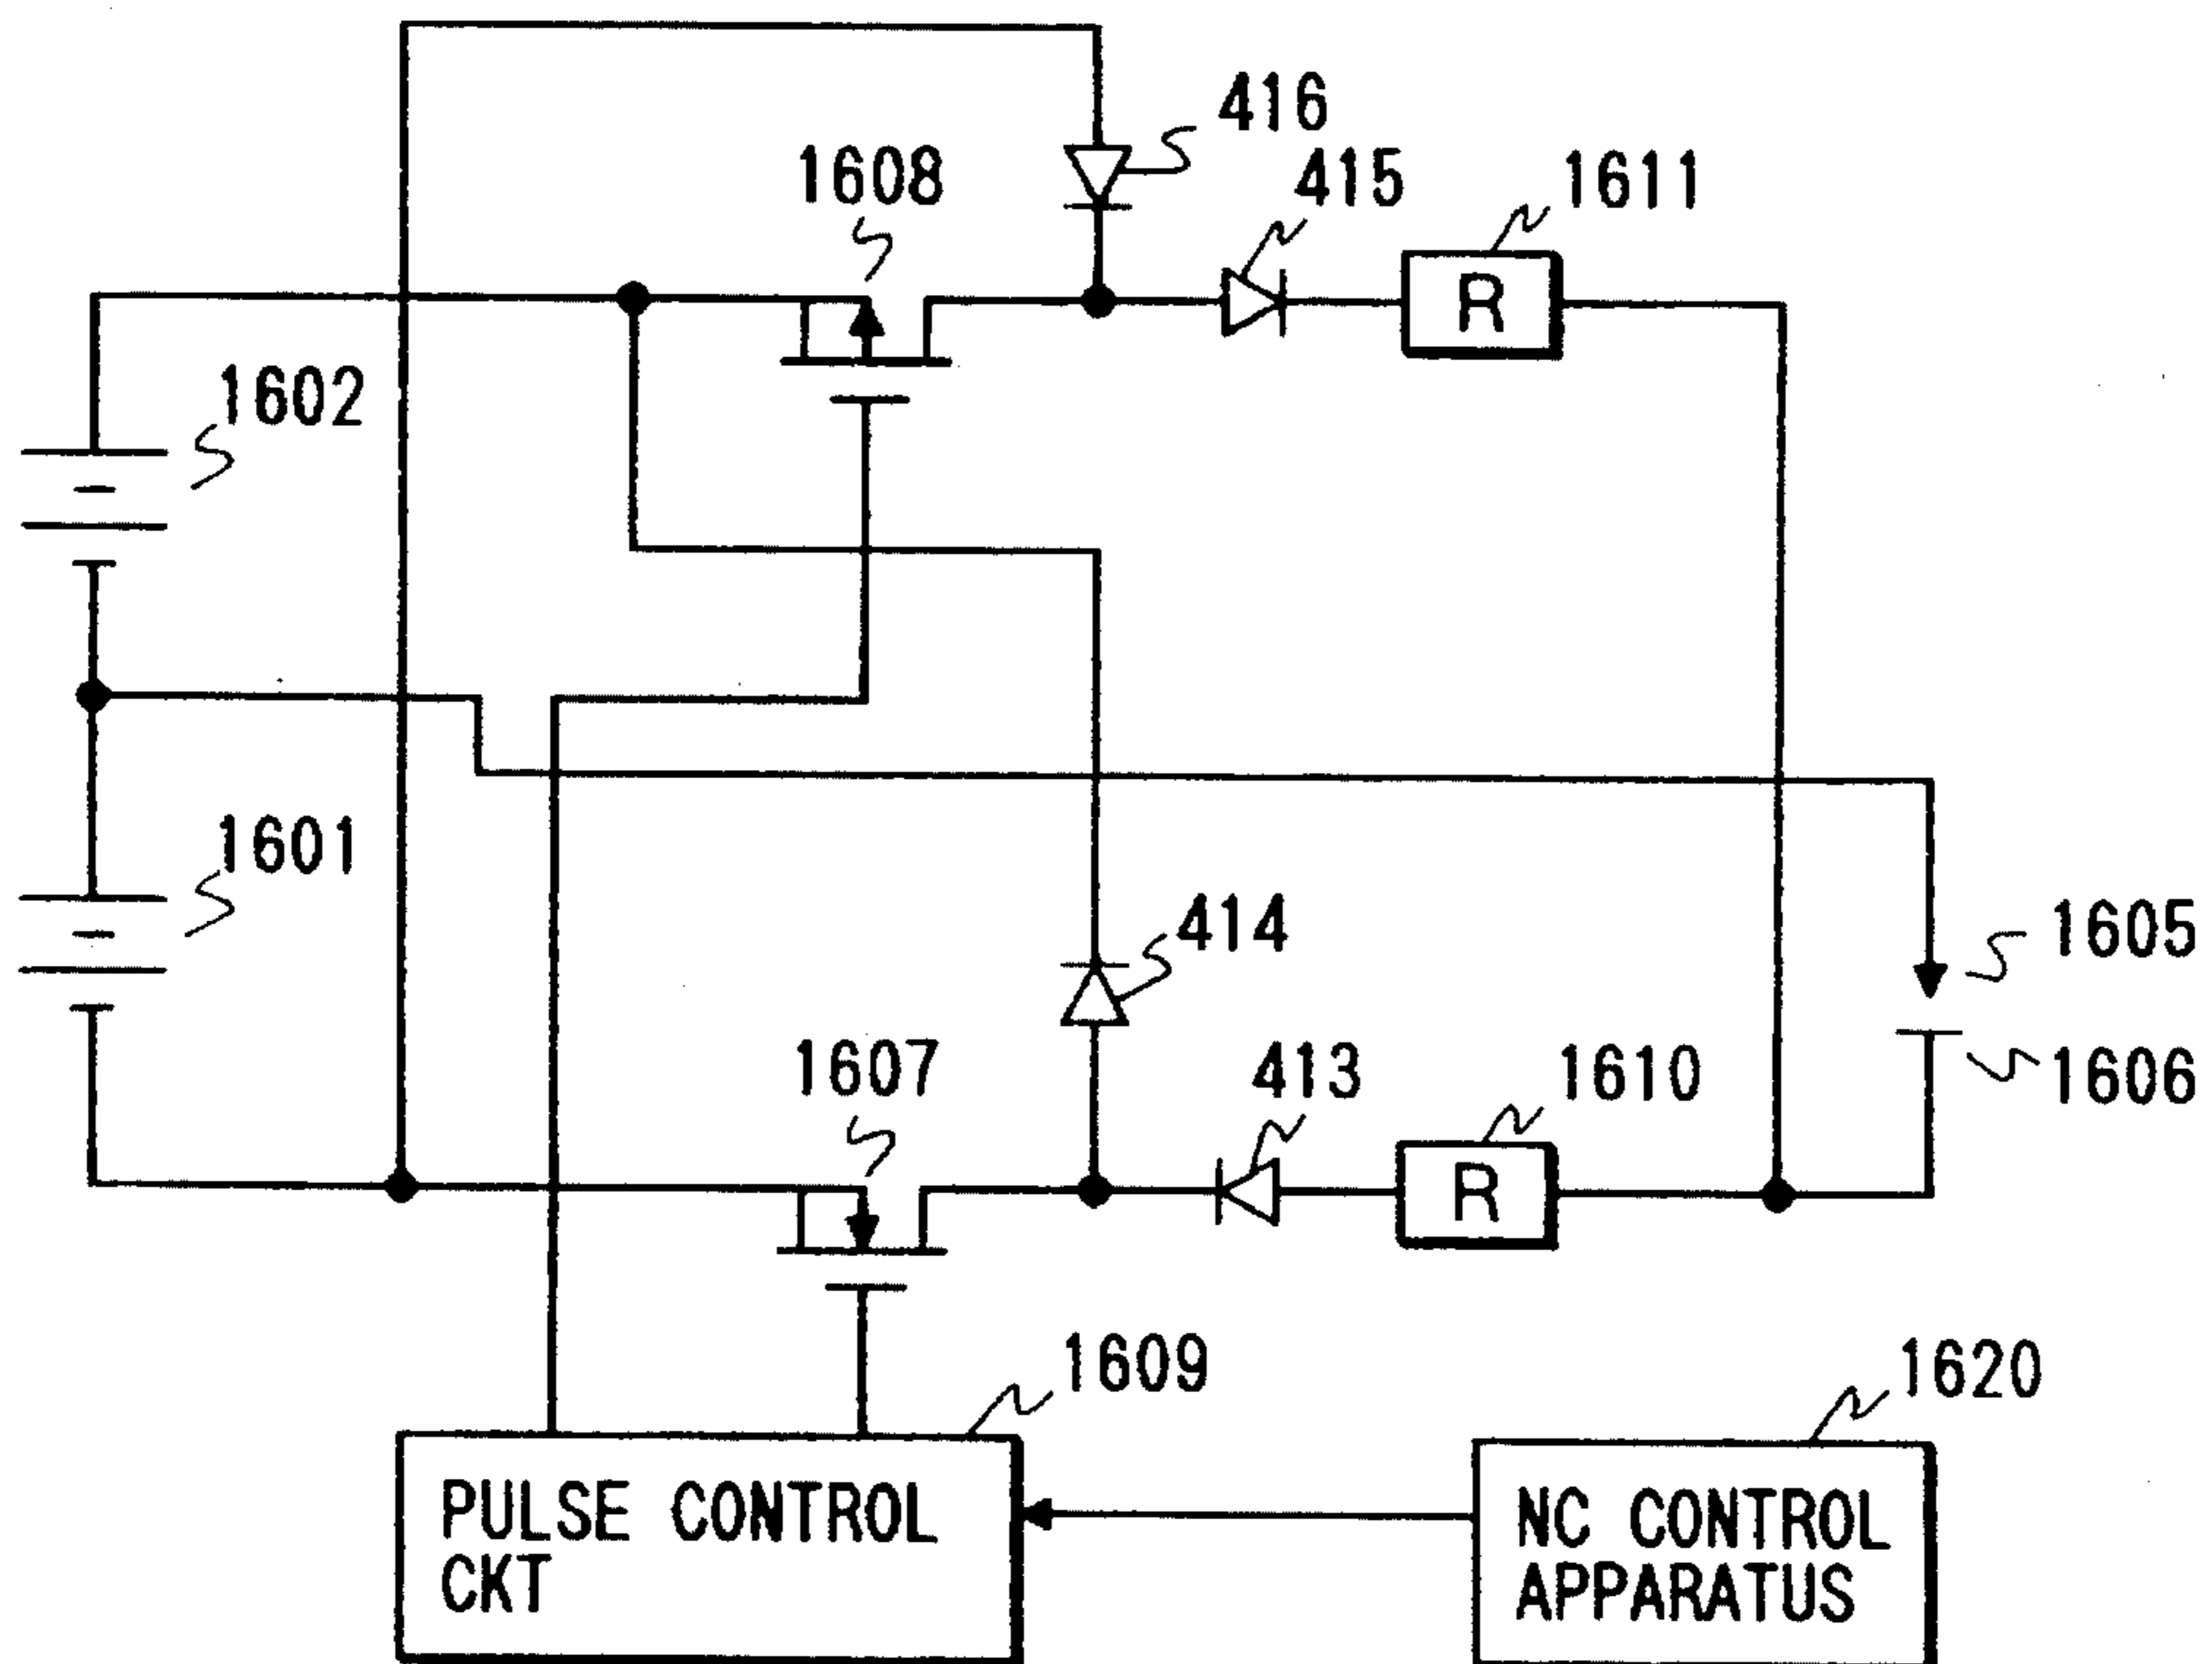 416
1608
415
1611
R
1602
1601
414
1605
1607
413
1610
1606
R
1609
1620
PULSE CONTROL
CKT
NC CONTROL
APPARATUS